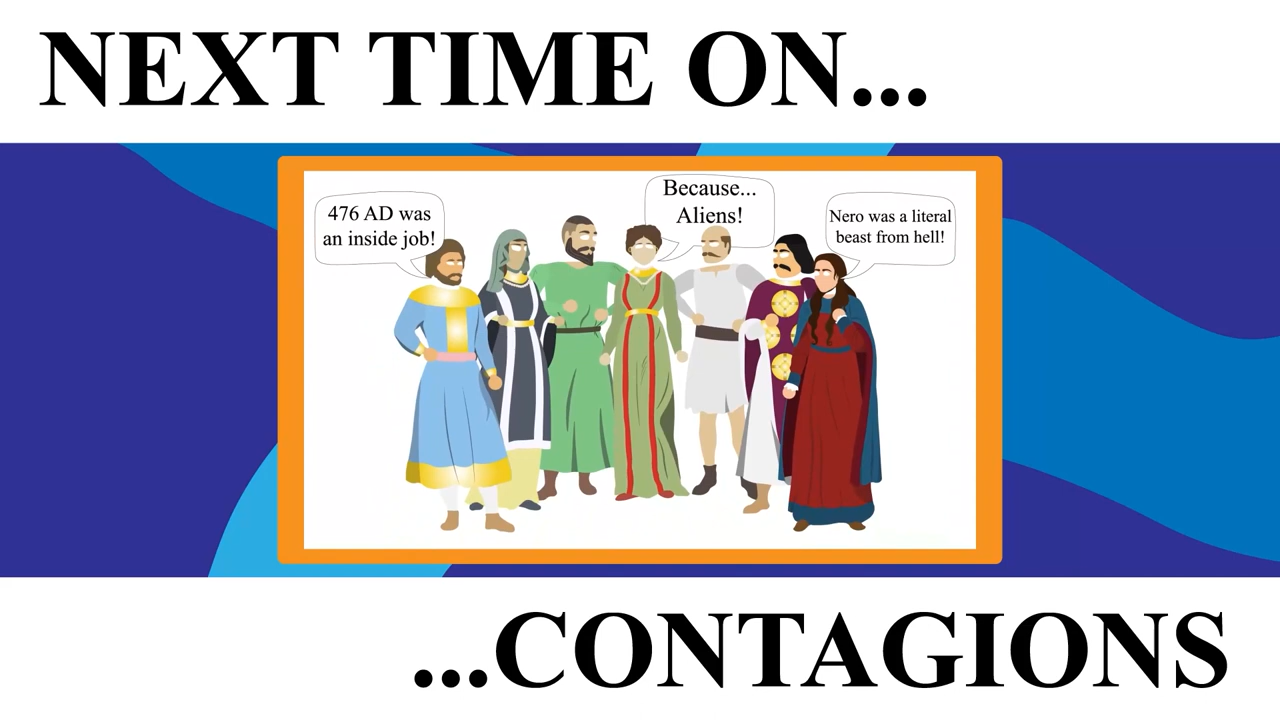 NEXT TIME ON...
476 AD was
an inside job!
Because...
Aliens!
Nero was a literal
beast from hell!
...CONTAGIONS